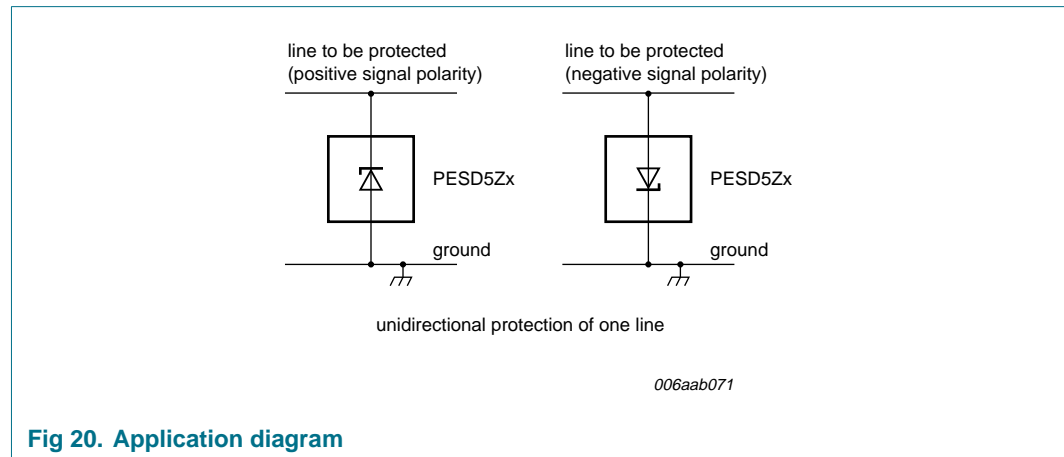 line to be protected
(positive signal polarity)
PESD5Zx
ground
line to be protected
(negative signal polarity)
PESD5Zx
ground
unidirectional protection of one line
006aab071
Fig 20. Application diagram